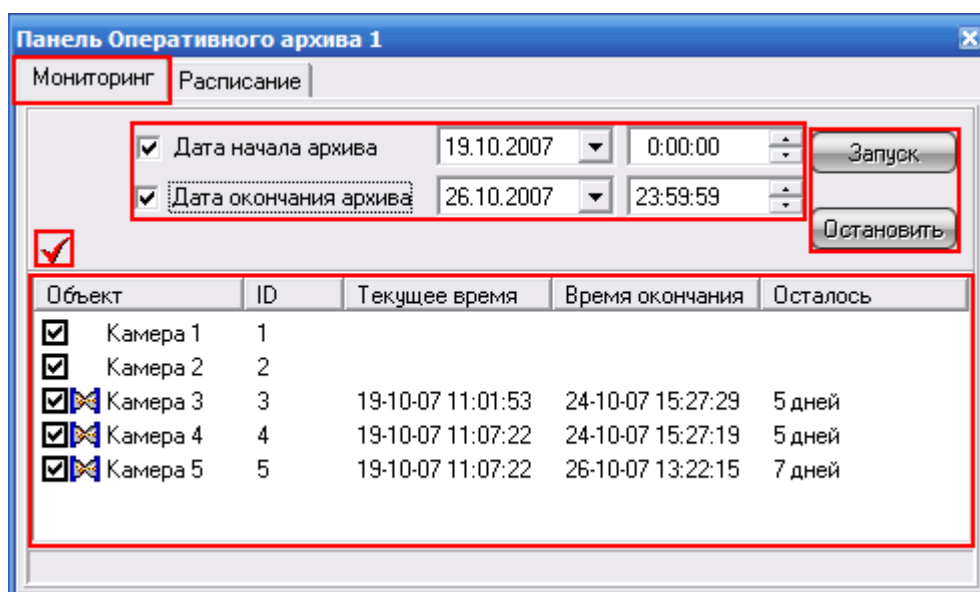 Панель Оперативного архива 1
Мониторинг Расписание
Дата начала архива 19.10.2007 0:00:00 Запуск
Дата окончания архива 26.10.2007 23:59:59
Остановить
Объект ID Текущее время Время окончания Осталось
Камера 1 1
Камера 2 2
Камера 3 3 19-10-07 11:01:53 24-10-07 15:27:29 5 дней
Камера 4 4 19-10-07 11:07:22 24-10-07 15:27:19 5 дней
Камера 5 5 19-10-07 11:07:22 26-10-07 13:22:15 7 дней